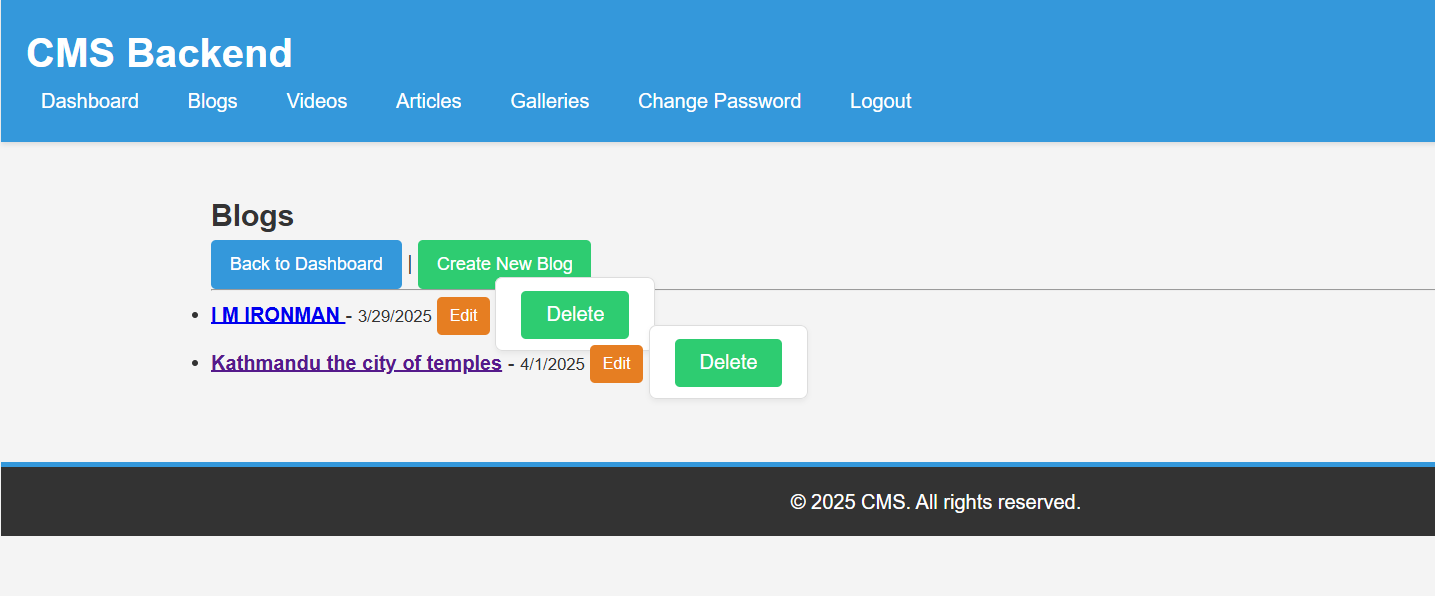 CMS Backend
Dashboard Blogs Videos Articles Galleries Change Password Logout
Blogs
Back to Dashboard | Create New Blog
I M IRONMAN - 3/29/2025 Edit Delete
Kathmandu the city of temples - 4/1/2025 Edit Delete
© 2025 CMS. All rights reserved.